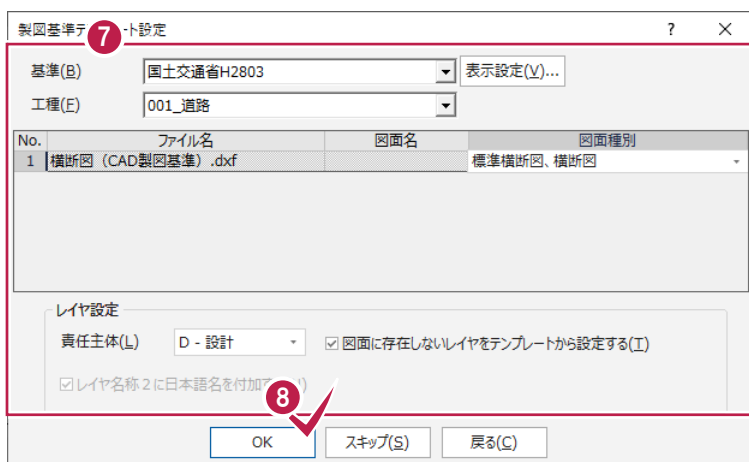 製図基準テ ート設定 ? ×
7
基準(B) 国土交通省H2803 表示設定(V)...
工種(F) 001_道路
No. ファイル名 図面名 図面種別
1 横断図（CAD製図基準）.dxf 標準横断図、横断図
レイヤ設定
責任主体(L) D - 設計 図面に存在しないレイヤをテンプレートから設定する(T)
レイヤ名称２に日本語名を付加す
8
OK スキップ(S) 戻る(C)